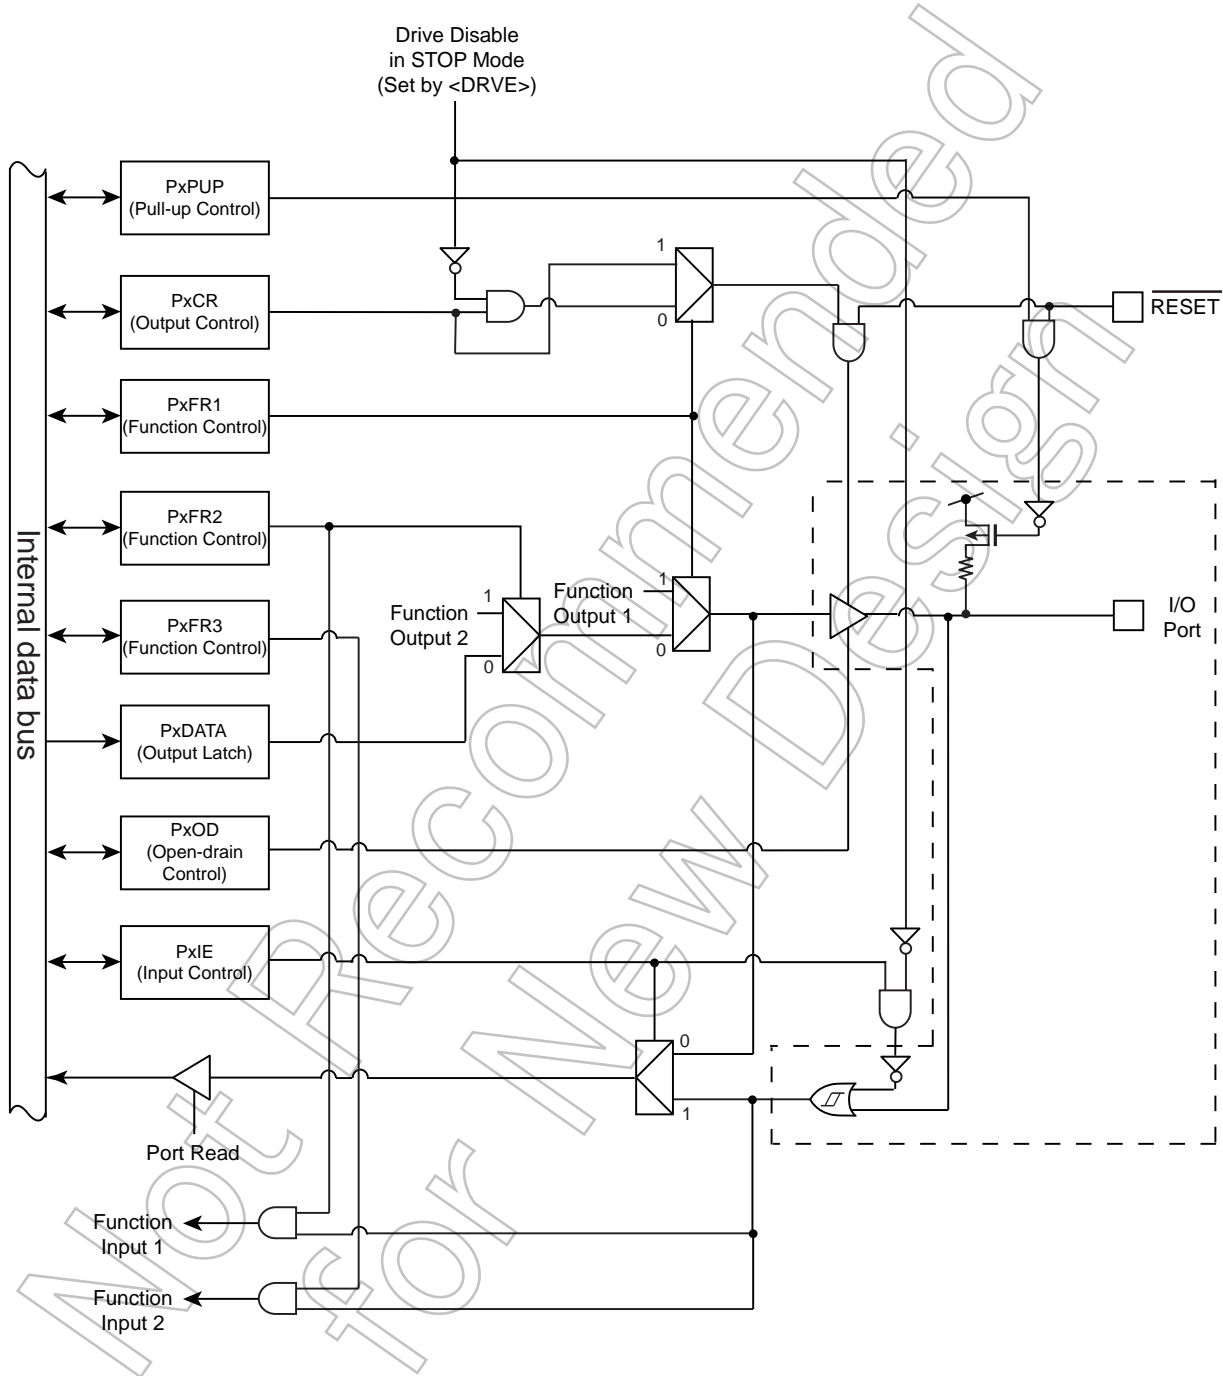 Drive Disable
in STOP Mode
(Set by <DRVE>)
PxPUP
(Pull-up Control)
1
PxCR
(Output Control)
0
RESET
PxFR1
(Function Control)
PxFR2
(Function Control)
Internal data bus
1
Function
Output 2
0
1
Function
Output 1
0
I/O
Port
PxFR3
(Function Control)
PxDATA
(Output Latch)
PxOD
(Open-drain
Control)
PxIE
(Input Control)
0
1
Port Read
Function
Input 1
Function
Input 2
Not Recommended
for New Design